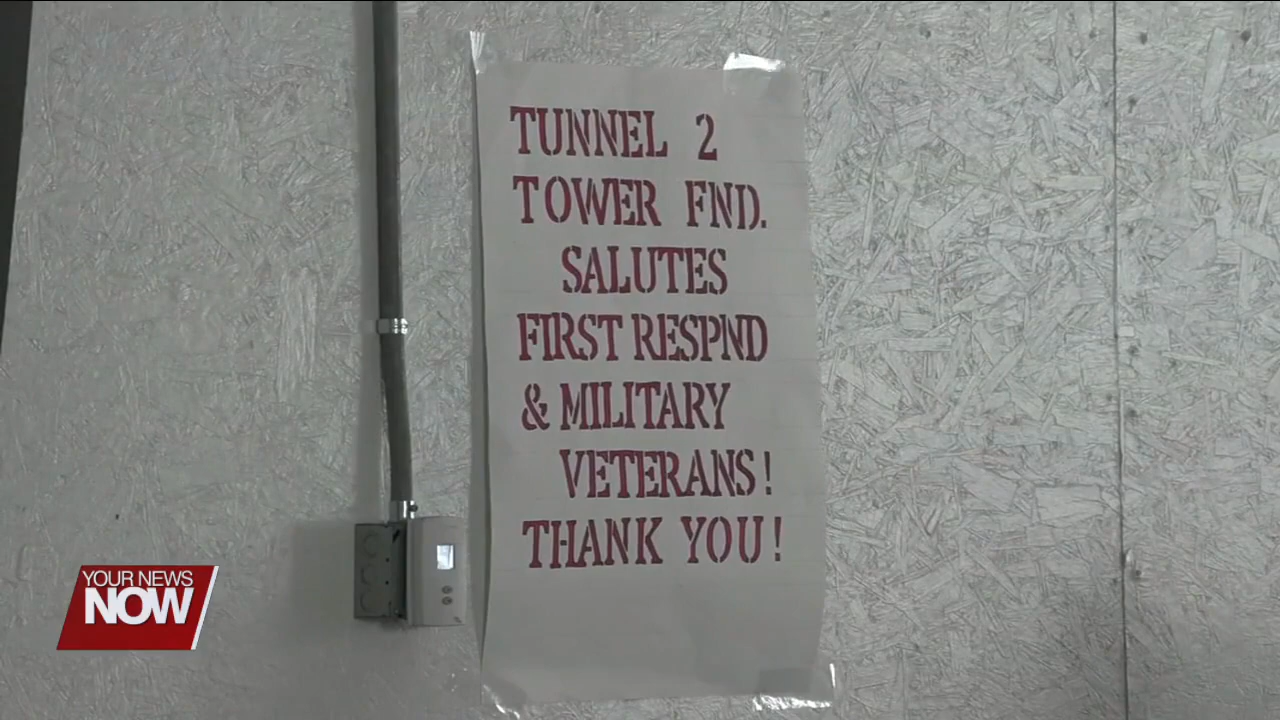 TUNNEL 2
TOWER FND.
SALUTES
FIRST RESPND
& MILITARY
VETERANS!
THANK YOU!
YOUR NEWS
NOW